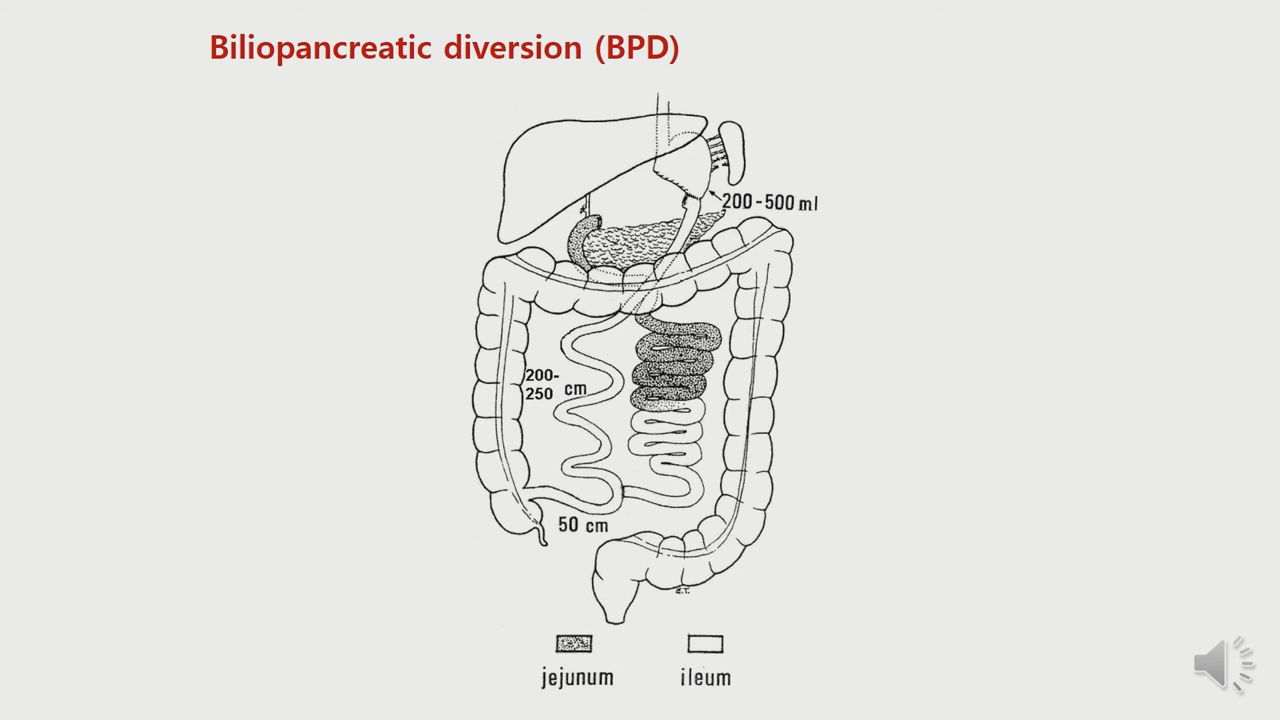 Biliopancreatic diversion (BPD)
200-500 ml
200-
250 cm
50 cm
jejunum
ileum